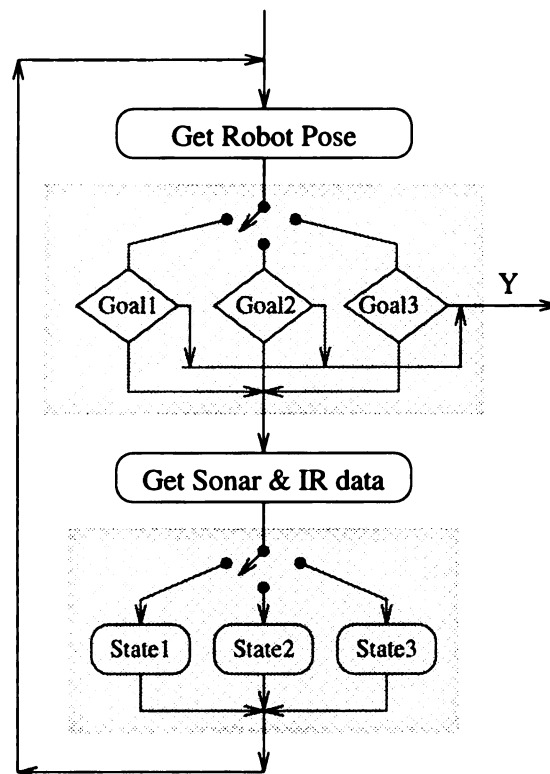 Get Robot Pose
Goal1
Goal2
Goal3
Y
Get Sonar & IR data
State1
State2
State3